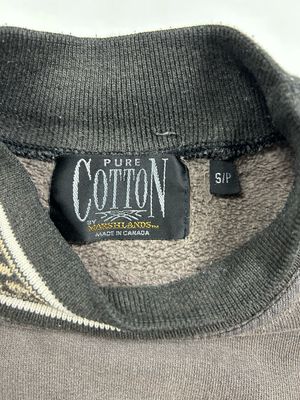 PURE
COTTON
BY
MARSHLANDS
MADE IN CANADA
S/P